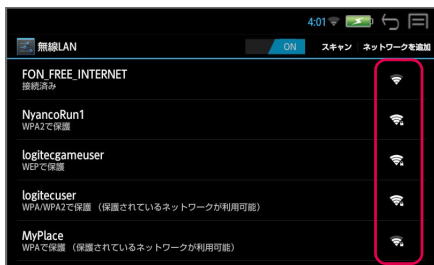 4:01
無線LAN ON スキャン ネットワークを追加
FON_FREE_INTERNET
接続済み
NyancoRun1
WPA2で保護
logitecgameuser
WEPで保護
logitecuser
WPA/WPA2で保護 （保護されているネットワークが利用可能）
MyPlace
WPAで保護 （保護されているネットワークが利用可能）